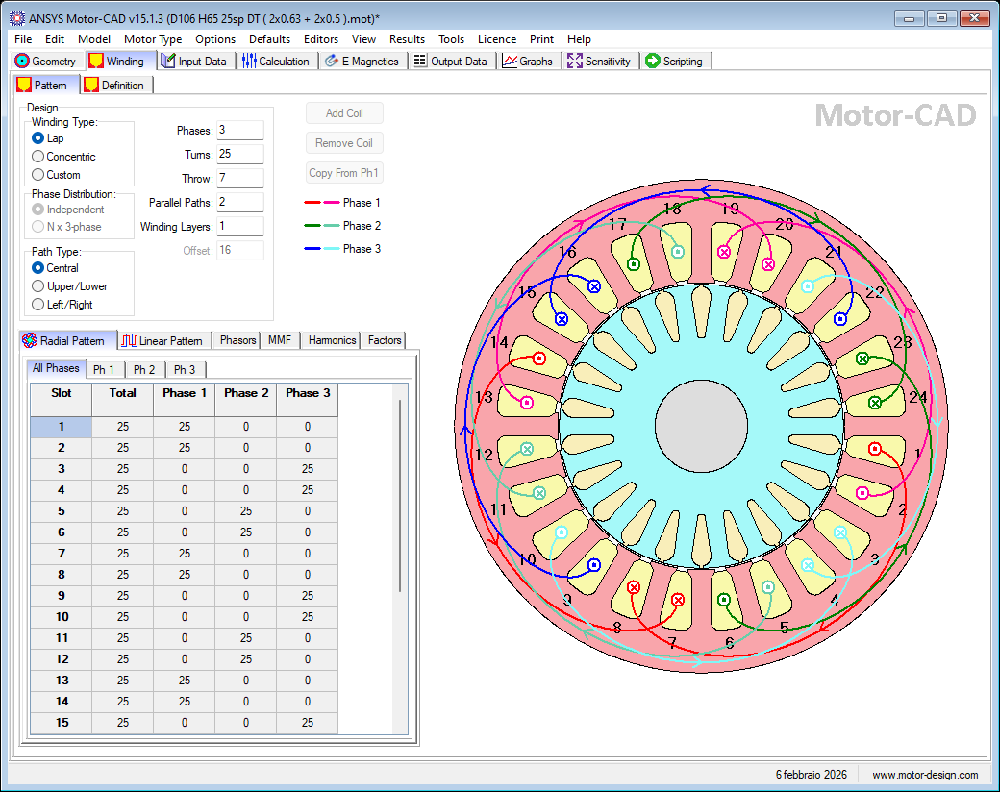 ANSYS Motor-CAD v15.1.3 (D106 H65 25sp DT ( 2x0.63 + 2x0.5 ).mot)*
File Edit Model Motor Type Options Defaults Editors View Results Tools Licence Print Help
Geometry Winding Input Data Calculation E-Magnetics Output Data Graphs Sensitivity Scripting
Pattern Definition
Design
Winding Type:
Lap
Concentric
Custom
Phase Distribution:
Independent
N x 3-phase
Path Type:
Central
Upper/Lower
Left/Right
Phases: 3
Turns: 25
Throw: 7
Parallel Paths: 2
Winding Layers: 1
Offset: 16
Add Coil
Remove Coil
Copy From Ph1
Phase 1
Phase 2
Phase 3
Motor-CAD
Radial Pattern Linear Pattern Phasors MMF Harmonics Factors
All Phases Ph 1 Ph 2 Ph 3
Slot Total Phase 1 Phase 2 Phase 3
1 25 25 0 0
2 25 25 0 0
3 25 0 0 25
4 25 0 0 25
5 25 0 25 0
6 25 0 25 0
7 25 25 0 0
8 25 25 0 0
9 25 0 0 25
10 25 0 0 25
11 25 0 25 0
12 25 0 25 0
13 25 25 0 0
14 25 25 0 0
15 25 0 0 25
1
2
3
4
5
6
7
8
9
10
11
12
13
14
15
16
17
18
19
20
21
22
23
24
6 febbraio 2026 www.motor-design.com